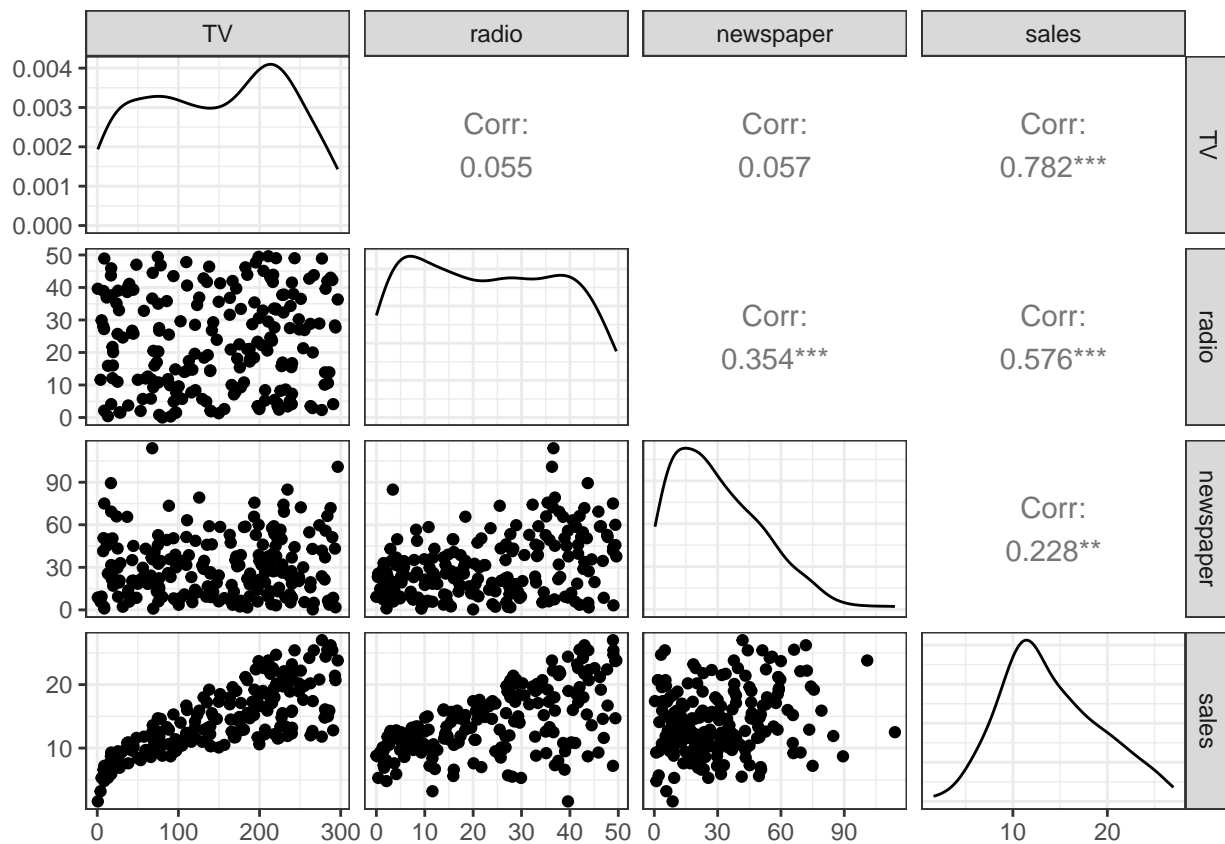 TV radio newspaper sales
0.004
0.003
0.002
0.001
0.000
Corr:
0.055
Corr:
0.057
Corr:
0.782***
TV
50
40
30
20
10
0
Corr:
0.354***
Corr:
0.576***
radio
90
60
30
0
Corr:
0.228**
newspaper
20
10
sales
0 100 200 300 0 10 20 30 40 50 0 30 60 90 10 20